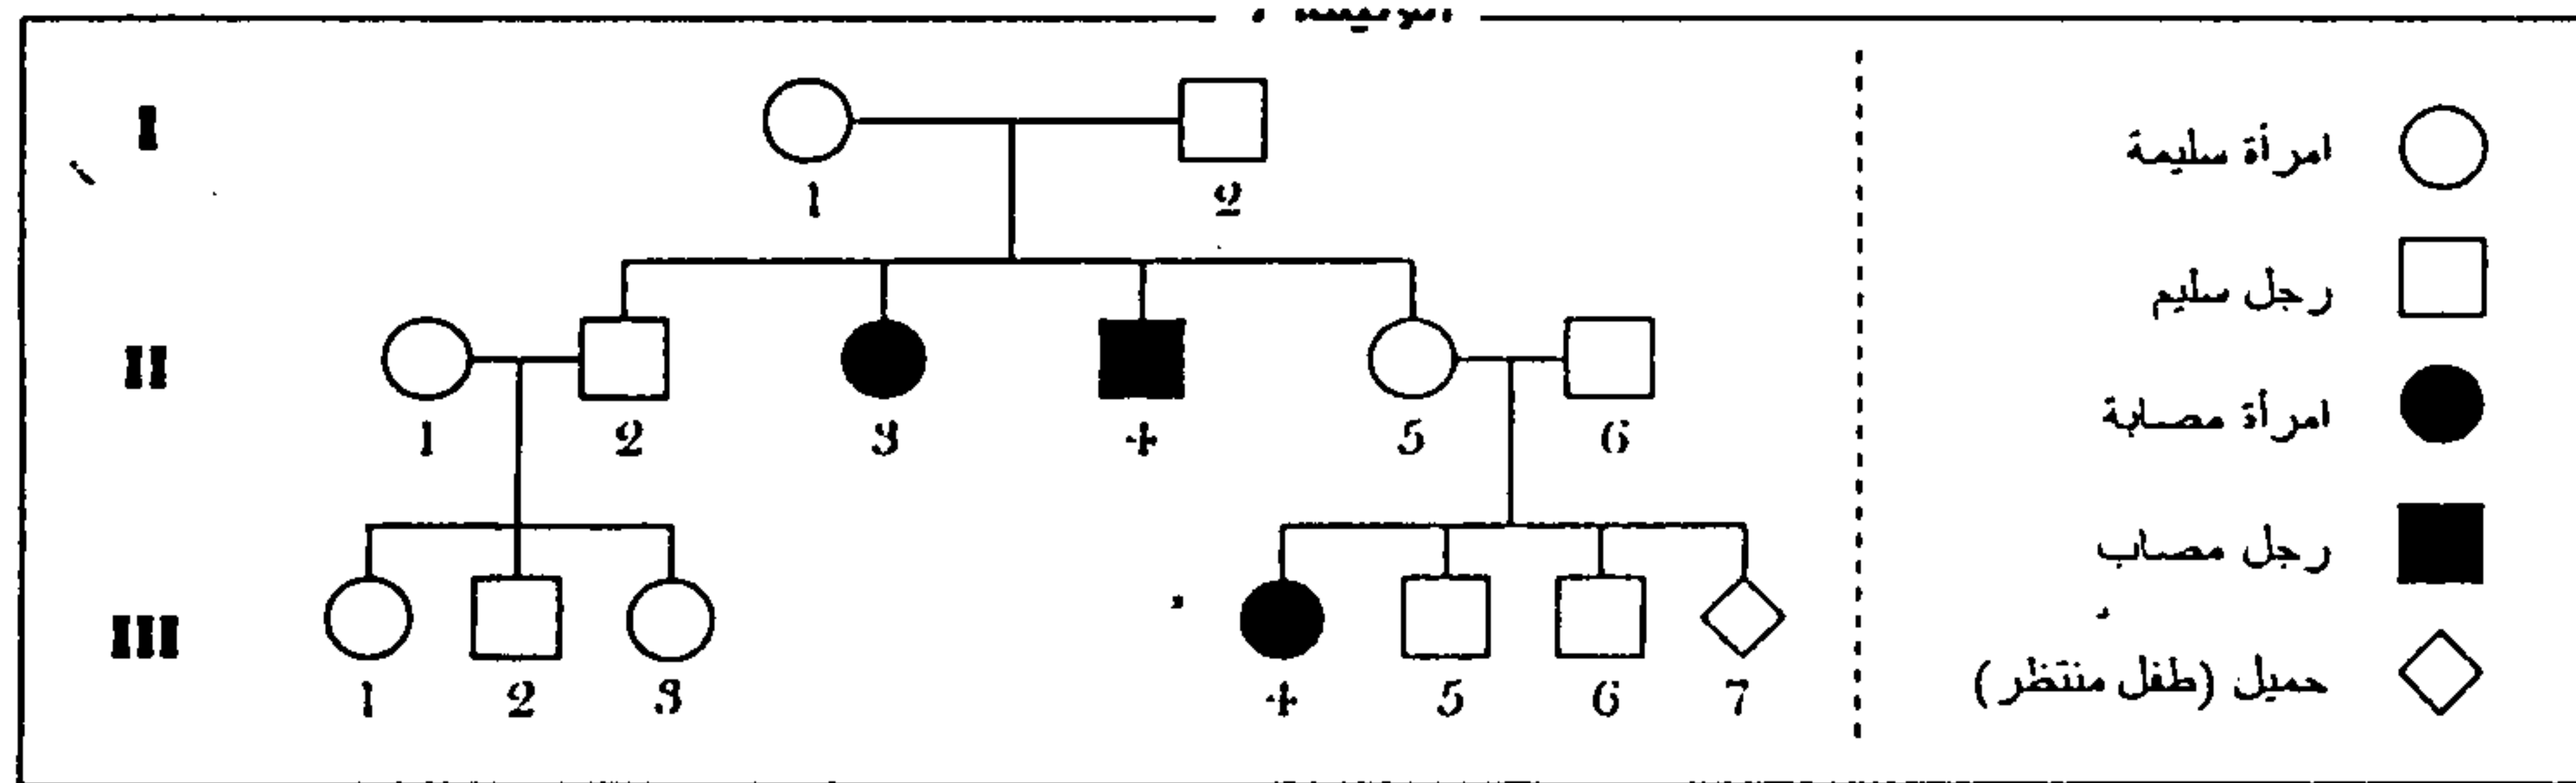 I
1 2
II
1 2 3 4 5 6
III
1 2 3 4 5 6 7
امرأة سليمة
رجل سليم
امرأة مصابة
رجل مصاب
حميل (طفل منتظر)